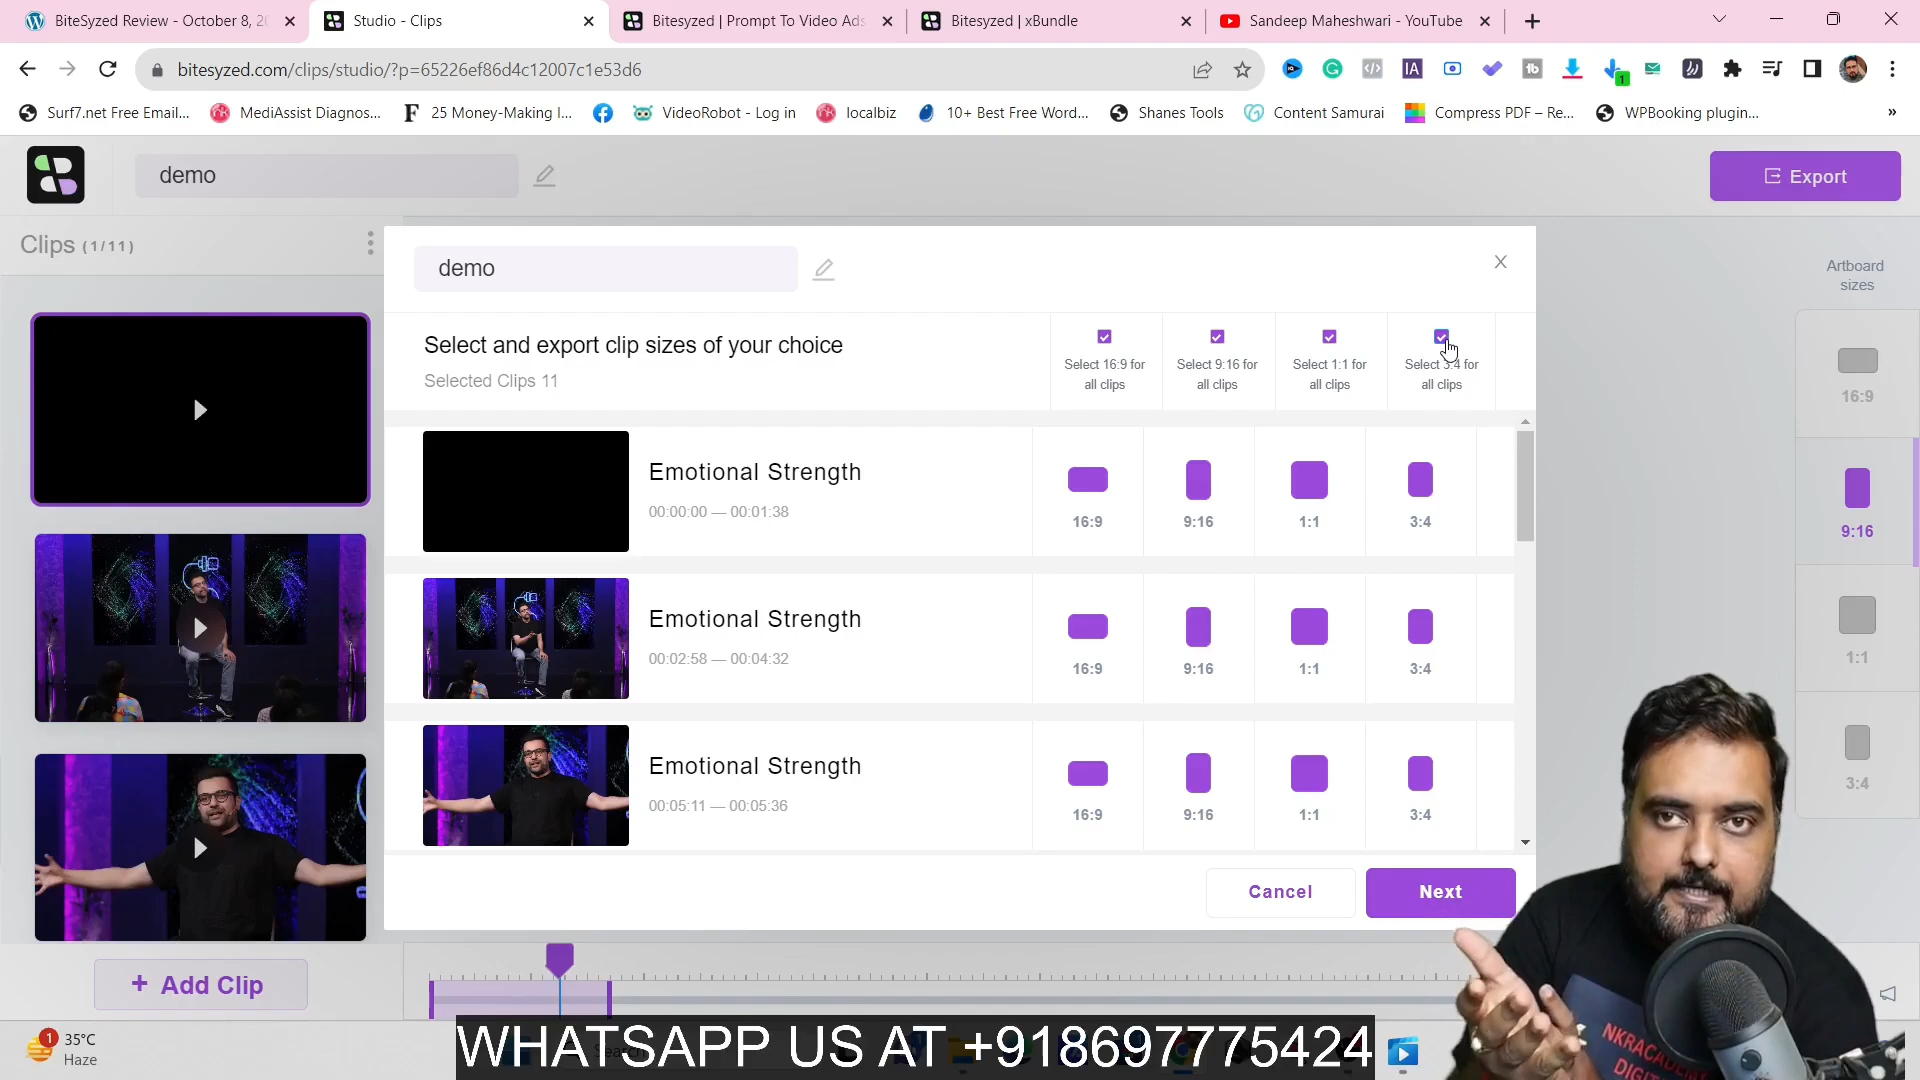 BiteSyzed Review - October 8, 20
Studio - Clips
Bitesyzed | Prompt To Video Ads
Bitesyzed | xBundle
Sandeep Maheshwari - YouTube
bitesyzed.com/clips/studio/?p=65226ef86d4c12007c1e53d6
IA
tb
1
Surf7.net Free Email...
MediAssist Diagnos...
25 Money-Making I...
VideoRobot - Log in
localbiz
10+ Best Free Word...
Shanes Tools
Content Samurai
Compress PDF – Re...
WPBooking plugin...
»
demo
Export
Clips (1/11)
demo
X
Artboard
sizes
Select and export clip sizes of your choice
Selected Clips 11
Select 16:9 for
all clips
Select 9:16 for
all clips
Select 1:1 for
all clips
Select 3:4 for
all clips
Emotional Strength
00:00:00 — 00:01:38
16:9
9:16
1:1
3:4
Emotional Strength
00:02:58 — 00:04:32
16:9
9:16
1:1
3:4
Emotional Strength
00:05:11 — 00:05:36
16:9
9:16
1:1
3:4
16:9
9:16
1:1
3:4
Cancel
Next
+ Add Clip
1
35°C
Haze
WHATSAPP US AT +918697775424
NKRACADEM
DIGIT